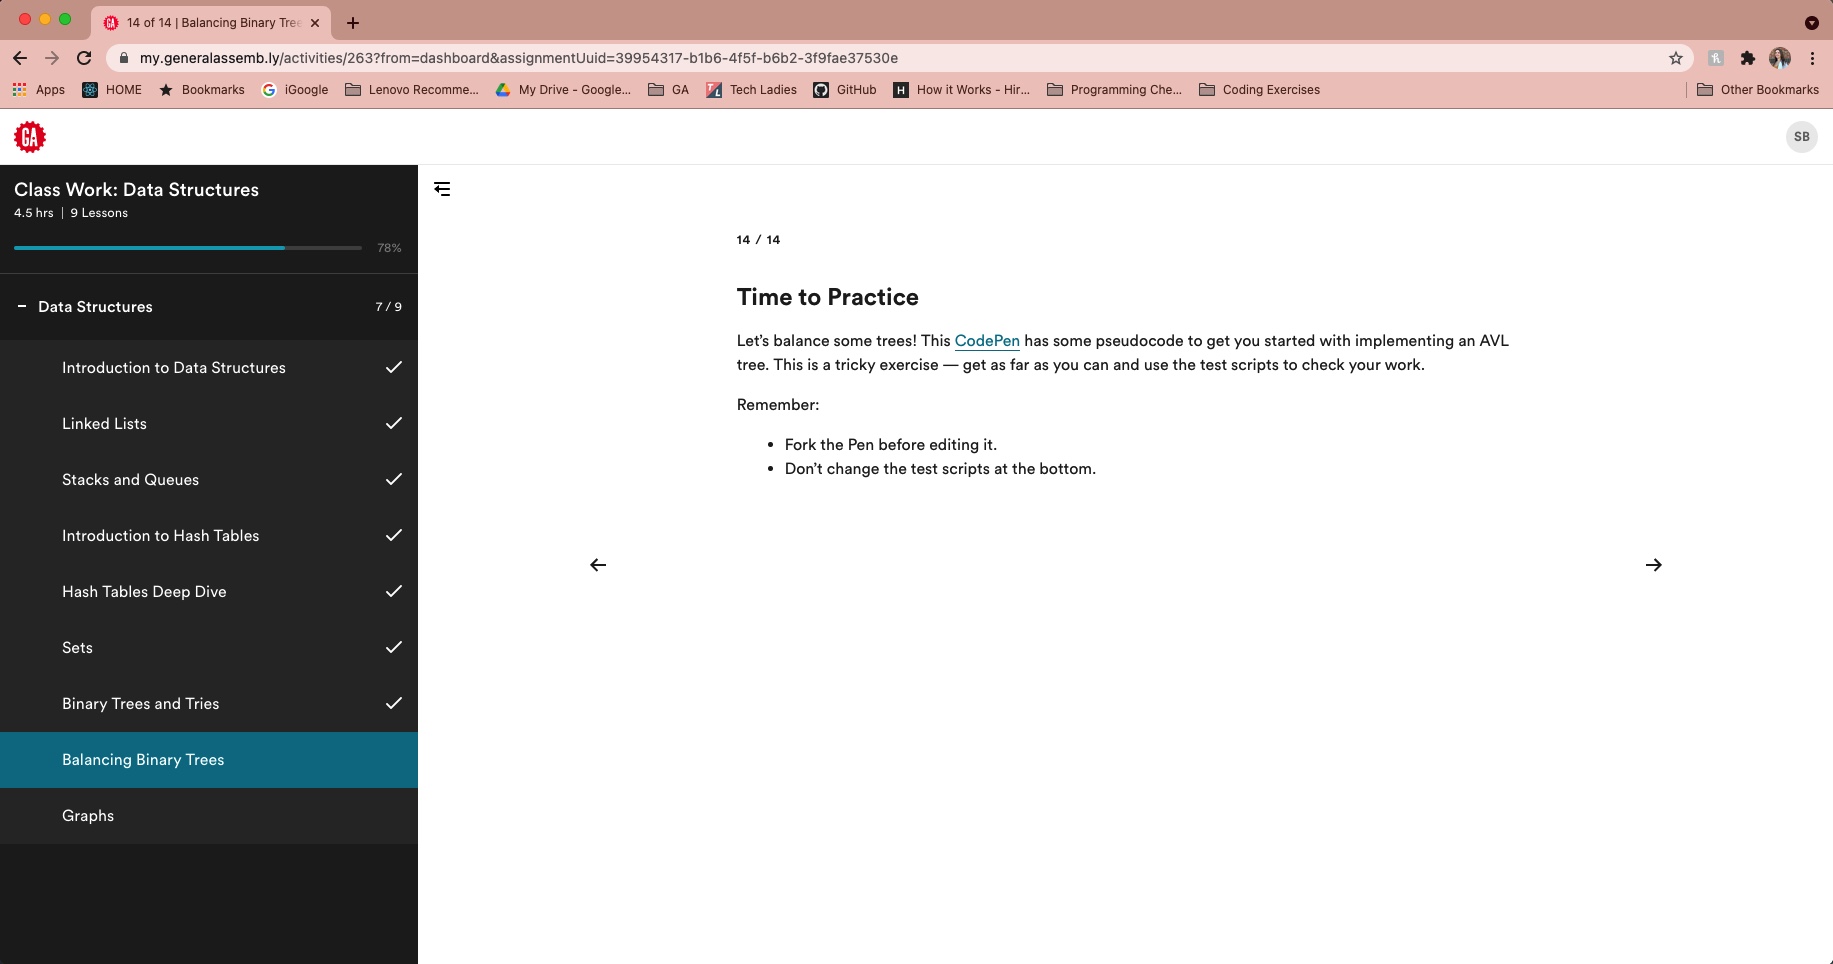 14 of 14 | Balancing Binary Tree
my.generalassemb.ly/activities/263?from=dashboard&assignmentUuid=39954317-b1b6-4f5f-b6b2-3f9fae37530e
Apps HOME Bookmarks iGoogle Lenovo Recomme... My Drive - Google... GA Tech Ladies GitHub How it Works - Hir... Programming Che... Coding Exercises Other Bookmarks
GA
SB
Class Work: Data Structures
4.5 hrs | 9 Lessons
78%
Data Structures 7 / 9
Introduction to Data Structures
Linked Lists
Stacks and Queues
Introduction to Hash Tables
Hash Tables Deep Dive
Sets
Binary Trees and Tries
Balancing Binary Trees
Graphs
14 / 14
Time to Practice
Let’s balance some trees! This CodePen has some pseudocode to get you started with implementing an AVL
tree. This is a tricky exercise — get as far as you can and use the test scripts to check your work.
Remember:
• Fork the Pen before editing it.
• Don’t change the test scripts at the bottom.